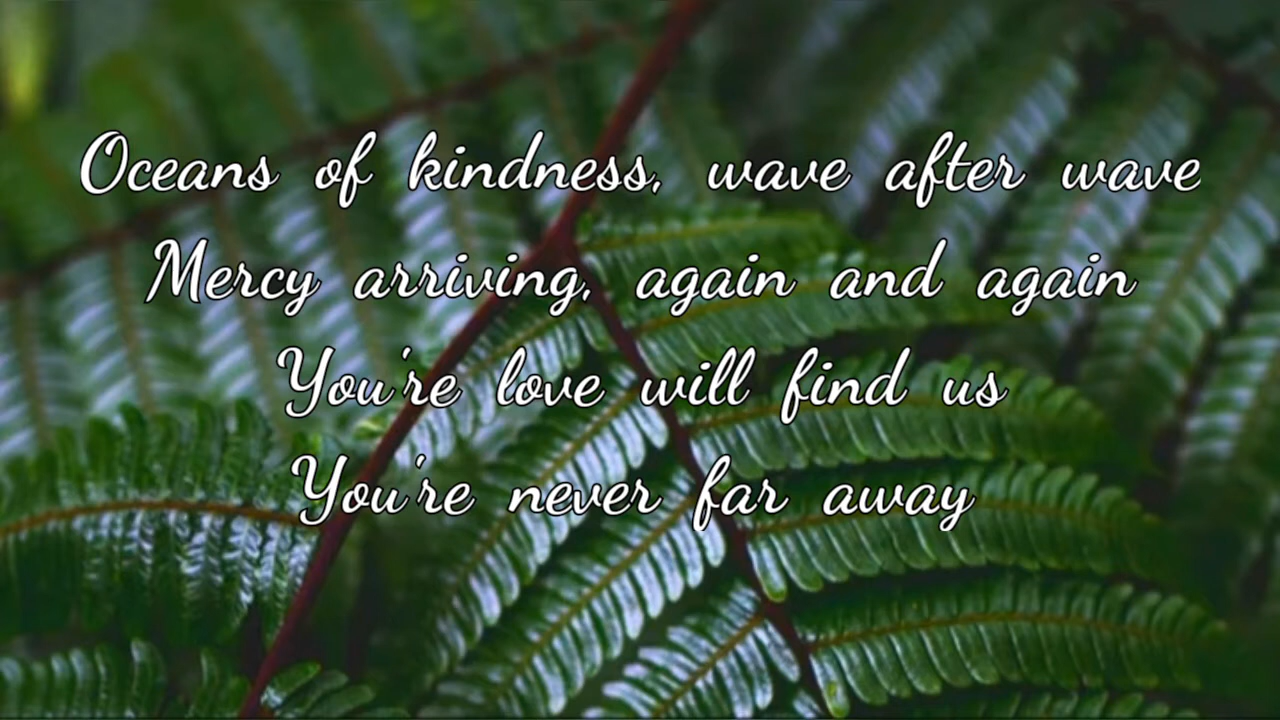 Oceans of kindness, wave after wave
Mercy arriving, again and again
You're love will find us
You're never far away